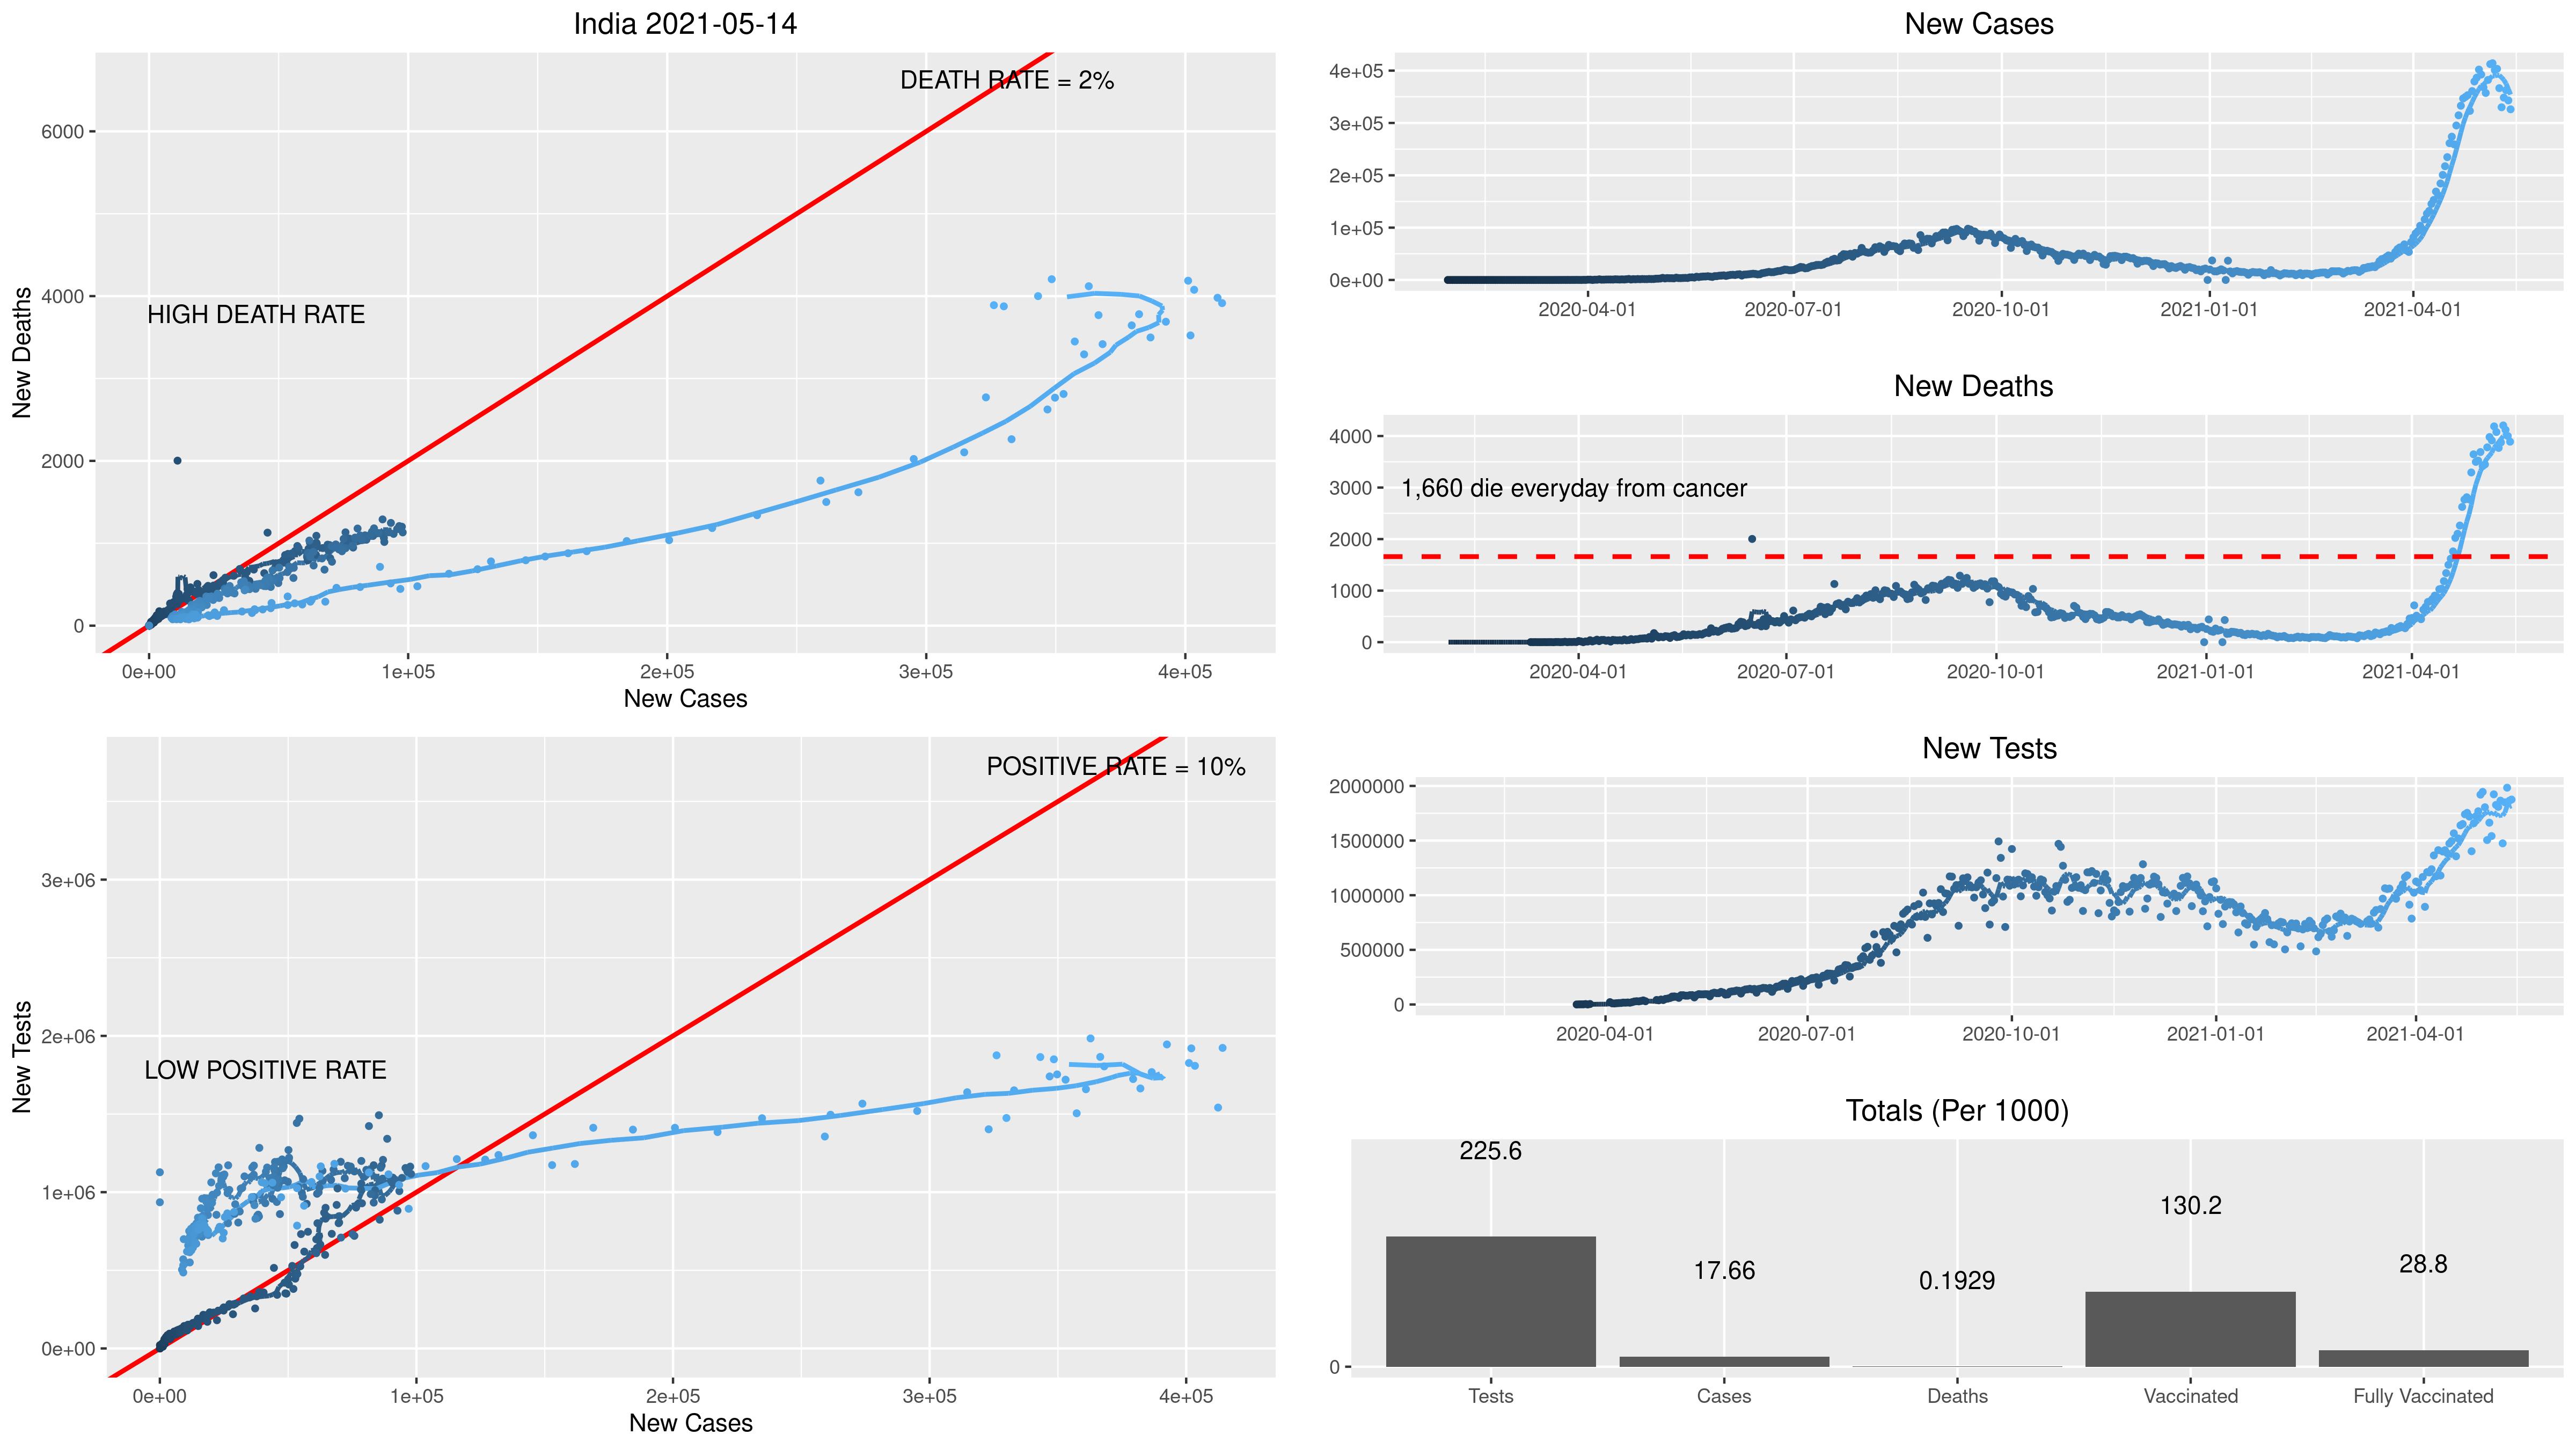 India 2021-05-14
DEATH RATE = 2%
HIGH DEATH RATE
New Deaths
6000
4000
2000
0
0e+00 1e+05 2e+05 3e+05 4e+05
New Cases
New Cases
4e+05
3e+05
2e+05
1e+05
0e+00
2020-04-01 2020-07-01 2020-10-01 2021-01-01 2021-04-01
New Deaths
4000
3000
2000
1000
0
1,660 die everyday from cancer
2020-04-01 2020-07-01 2020-10-01 2021-01-01 2021-04-01
POSITIVE RATE = 10%
LOW POSITIVE RATE
New Tests
3e+06
2e+06
1e+06
0e+00
0e+00 1e+05 2e+05 3e+05 4e+05
New Cases
New Tests
2000000
1500000
1000000
500000
0
2020-04-01 2020-07-01 2020-10-01 2021-01-01 2021-04-01
Totals (Per 1000)
225.6
17.66
0.1929
130.2
28.8
0
Tests Cases Deaths Vaccinated Fully Vaccinated